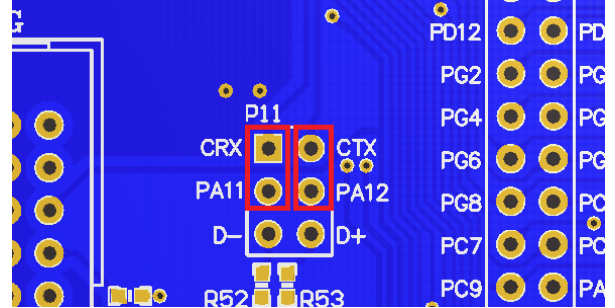 G
P11
CRX CTX
PA11 PA12
D- D+
R52 R53
PD12 PD
PG2 PG
PG4 PG
PG6 PG
PG8 PC
PC7 PC
PC9 PA